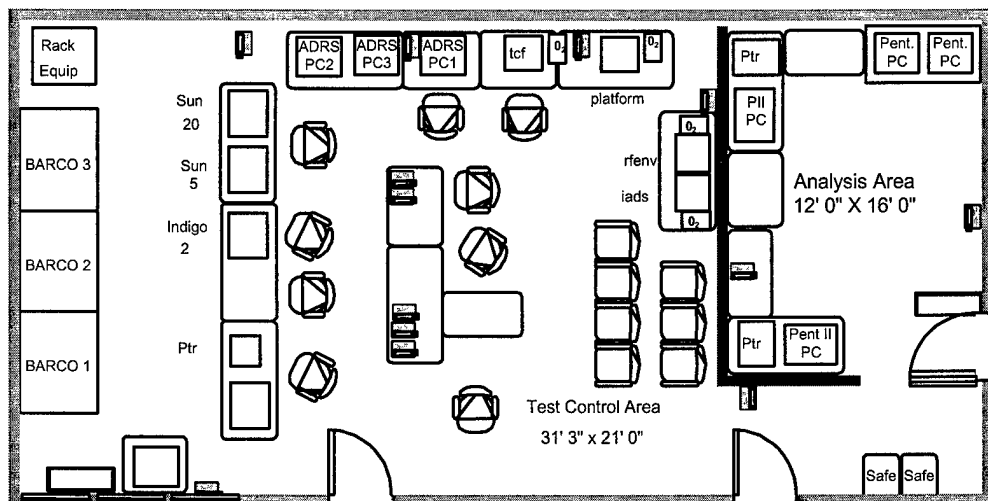 Rack
Equip
BARCO 3
BARCO 2
BARCO 1
Sun
20
Sun
5
Indigo
2
Ptr
ADRS
PC2
ADRS
PC3
ADRS
PC1
tcf
O₂
O₂
platform
O₂
rfenv
iads
O₂
Ptr
PII
PC
Pent.
PC
Pent.
PC
Analysis Area
12' 0" X 16' 0"
Ptr
Pent II
PC
Test Control Area
31' 3" x 21' 0"
Safe
Safe